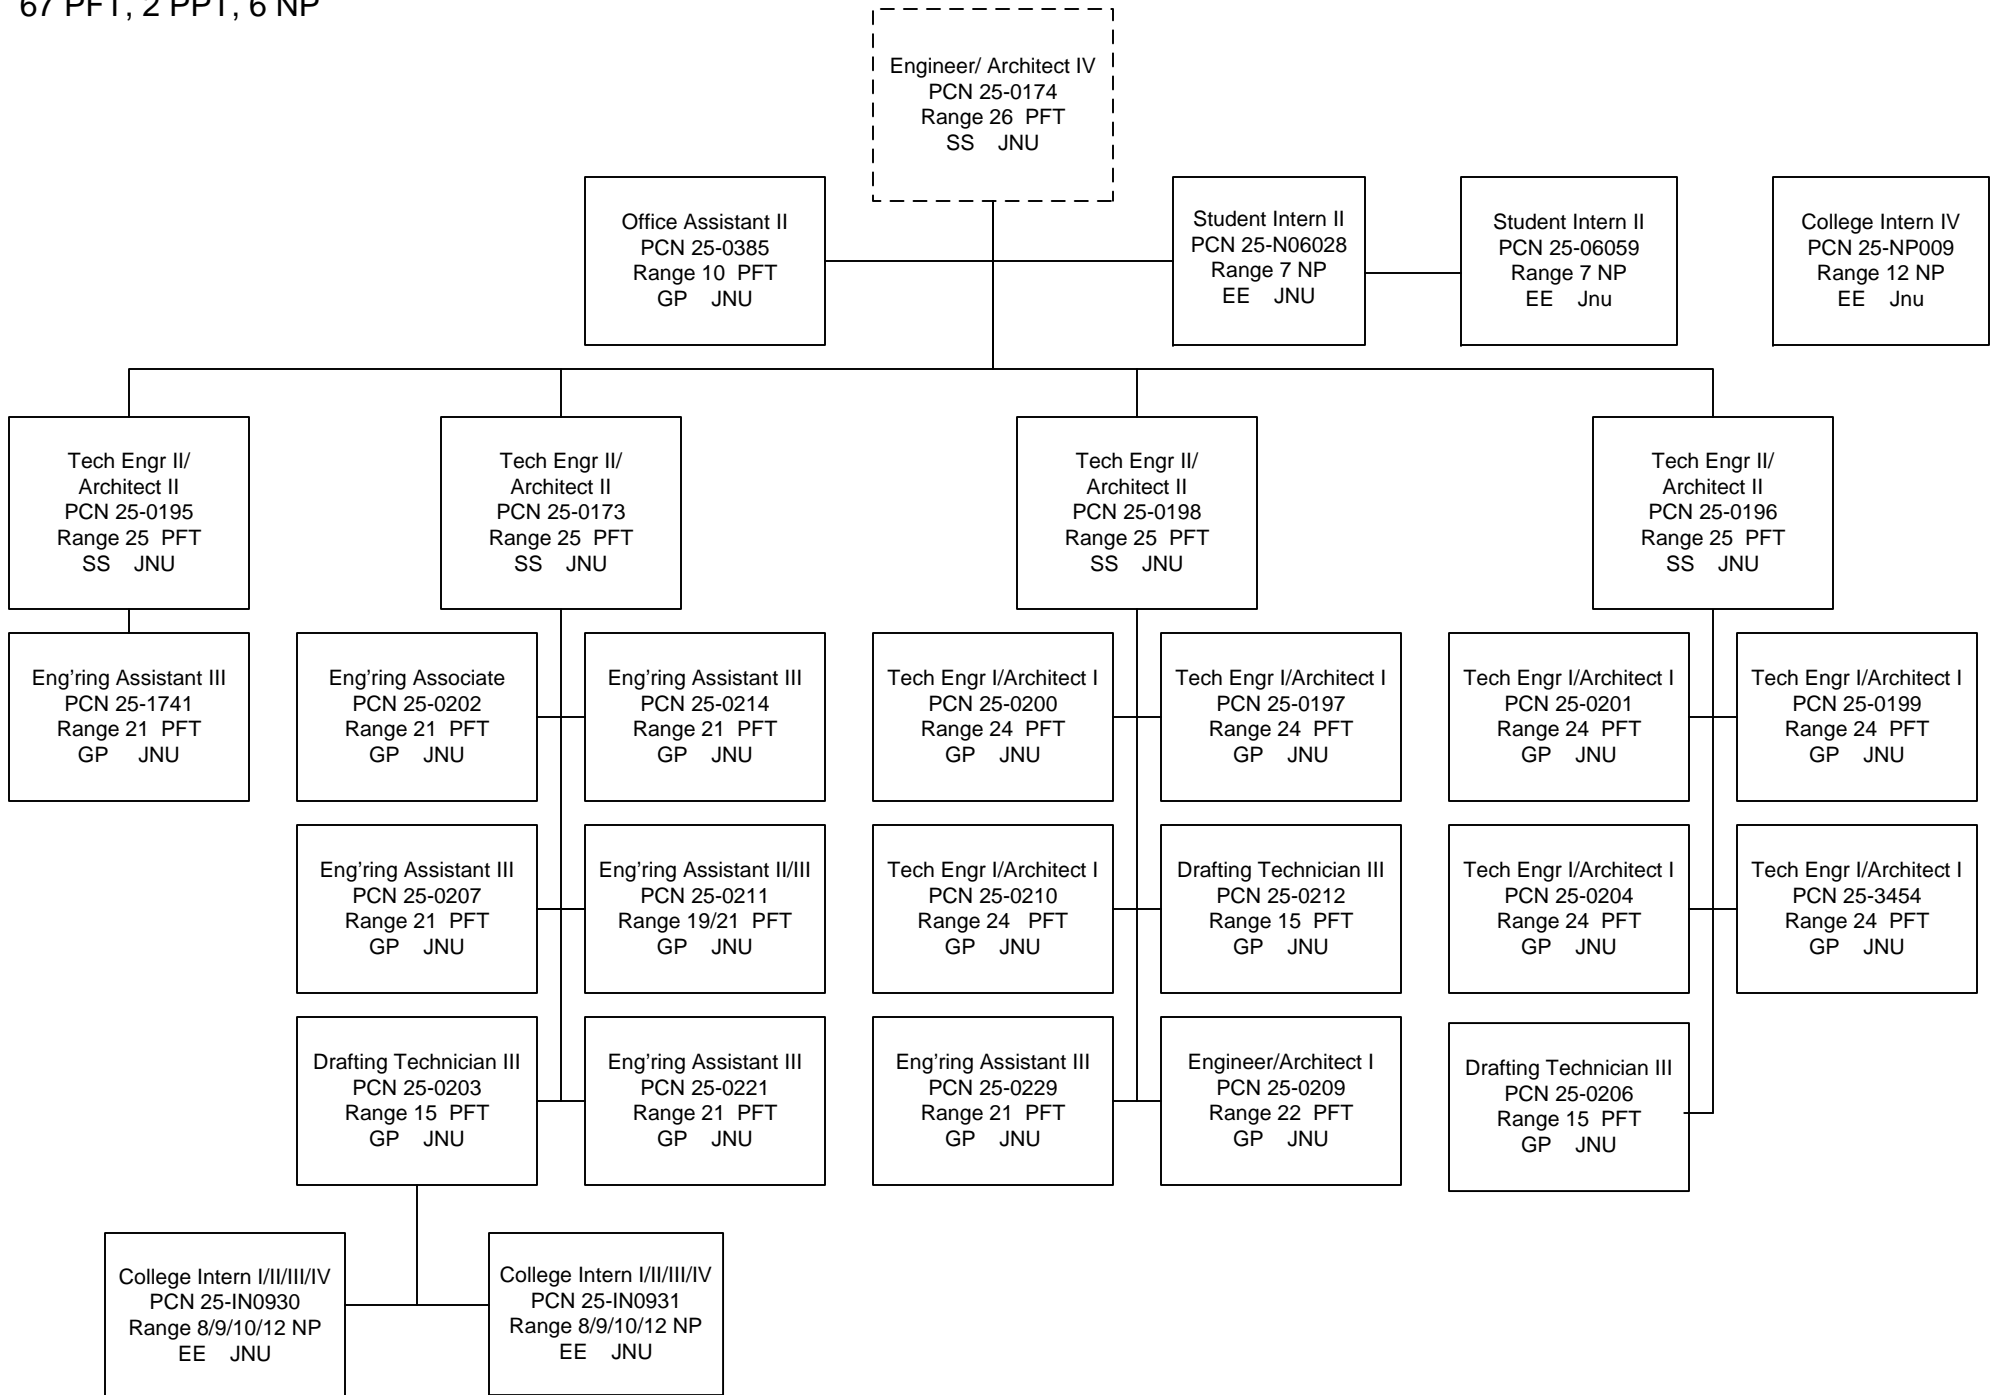 67 PFT, 2 PPT, 6 NP
Engineer/ Architect IV
PCN 25-0174
Range 26 PFT
SS JNU
Office Assistant II
PCN 25-0385
Range 10 PFT
GP JNU
Student Intern II
PCN 25-N06028
Range 7 NP
EE JNU
Student Intern II
PCN 25-06059
Range 7 NP
EE Jnu
College Intern IV
PCN 25-NP009
Range 12 NP
EE Jnu
Tech Engr II/
Architect II
PCN 25-0195
Range 25 PFT
SS JNU
Tech Engr II/
Architect II
PCN 25-0173
Range 25 PFT
SS JNU
Tech Engr II/
Architect II
PCN 25-0198
Range 25 PFT
SS JNU
Tech Engr II/
Architect II
PCN 25-0196
Range 25 PFT
SS JNU
Eng’ring Assistant III
PCN 25-1741
Range 21 PFT
GP JNU
Eng’ring Associate
PCN 25-0202
Range 21 PFT
GP JNU
Eng’ring Assistant III
PCN 25-0214
Range 21 PFT
GP JNU
Tech Engr I/Architect I
PCN 25-0200
Range 24 PFT
GP JNU
Tech Engr I/Architect I
PCN 25-0197
Range 24 PFT
GP JNU
Tech Engr I/Architect I
PCN 25-0201
Range 24 PFT
GP JNU
Tech Engr I/Architect I
PCN 25-0199
Range 24 PFT
GP JNU
Eng’ring Assistant III
PCN 25-0207
Range 21 PFT
GP JNU
Eng’ring Assistant II/III
PCN 25-0211
Range 19/21 PFT
GP JNU
Tech Engr I/Architect I
PCN 25-0210
Range 24 PFT
GP JNU
Drafting Technician III
PCN 25-0212
Range 15 PFT
GP JNU
Tech Engr I/Architect I
PCN 25-0204
Range 24 PFT
GP JNU
Tech Engr I/Architect I
PCN 25-3454
Range 24 PFT
GP JNU
Drafting Technician III
PCN 25-0203
Range 15 PFT
GP JNU
Eng’ring Assistant III
PCN 25-0221
Range 21 PFT
GP JNU
Eng’ring Assistant III
PCN 25-0229
Range 21 PFT
GP JNU
Engineer/Architect I
PCN 25-0209
Range 22 PFT
GP JNU
Drafting Technician III
PCN 25-0206
Range 15 PFT
GP JNU
College Intern I/II/III/IV
PCN 25-IN0930
Range 8/9/10/12 NP
EE JNU
College Intern I/II/III/IV
PCN 25-IN0931
Range 8/9/10/12 NP
EE JNU